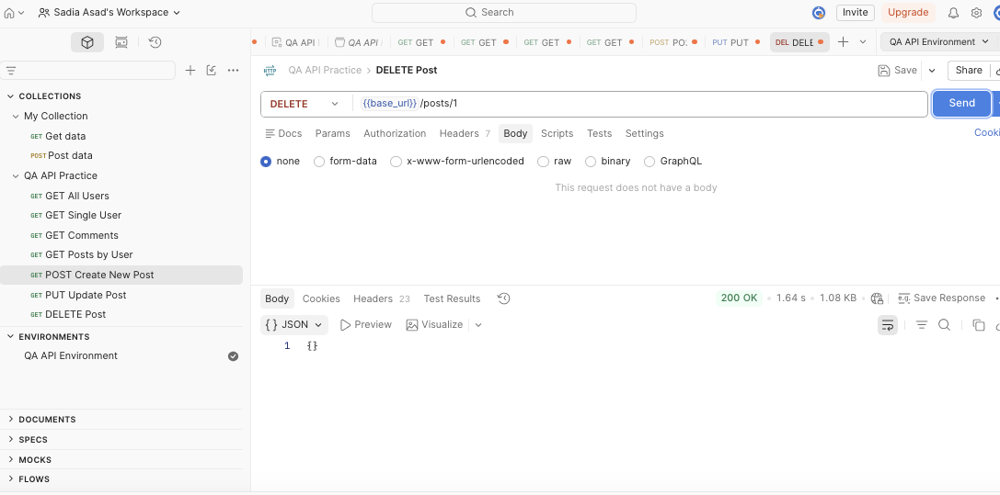 Sadia Asad's Workspace
Search
Invite
Upgrade
QA API
QA API
GET GET
GET GET
GET GET
GET GET
POST PO
PUT PUT
DEL DELE
QA API Environment
HTTP
QA API Practice > DELETE Post
Save
Share
COLLECTIONS
My Collection
GET Get data
POST Post data
QA API Practice
GET GET All Users
GET GET Single User
GET GET Comments
GET GET Posts by User
GET POST Create New Post
GET PUT Update Post
GET DELETE Post
ENVIRONMENTS
QA API Environment
DOCUMENTS
SPECS
MOCKS
FLOWS
DELETE
{{base_url}}/posts/1
Send
Docs Params Authorization Headers 7 Body Scripts Tests Settings
Cooki
none form-data x-www-form-urlencoded raw binary GraphQL
This request does not have a body
Body Cookies Headers 23 Test Results
200 OK • 1.64 s • 1.08 KB • e.g. Save Response
{} JSON Preview Visualize
1 {}